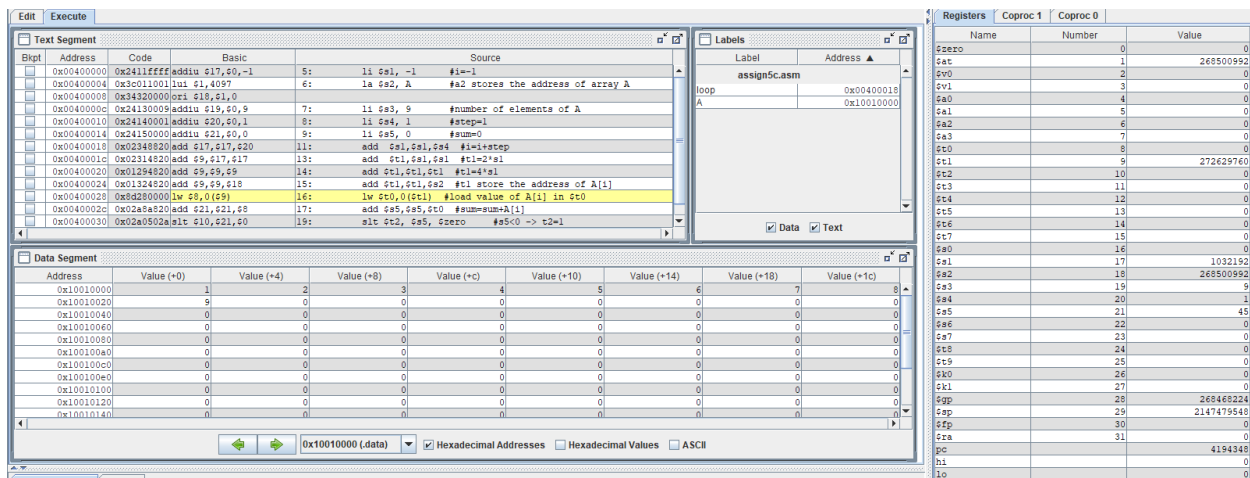 Edit Execute
Text Segment
Bkpt Address Code Basic Source
0x00400000 0x2411ffff addiu $17,$0,-1 5: li $s1, -1 #i=-1
0x00400004 0x3c011001 lui $1,4097 6: la $s2, A #a2 stores the address of array A
0x00400008 0x34320000 ori $18,$1,0
0x0040000c 0x24130009 addiu $19,$0,9 7: li $s3, 9 #number of elements of A
0x00400010 0x24140001 addiu $20,$0,1 8: li $s4, 1 #step=1
0x00400014 0x24150000 addiu $21,$0,0 9: li $s5, 0 #sum=0
0x00400018 0x02348820 add $17,$17,$20 11: add $s1,$s1,$s4 #i=i+step
0x0040001c 0x02314820 add $9,$17,$17 13: add $t1,$s1,$s1 #t1=2*s1
0x00400020 0x01294820 add $9,$9,$9 14: add $t1,$t1,$t1 #t1=4*s1
0x00400024 0x01324820 add $9,$9,$18 15: add $t1,$t1,$s2 #t1 store the address of A[i]
0x00400028 0x8d280000 lw $8,0($9) 16: lw $t0,0($t1) #load value of A[i] in $t0
0x0040002c 0x02a8a820 add $21,$21,$8 17: add $s5,$s5,$t0 #sum=sum+A[i]
0x00400030 0x02a0502a slt $10,$21,$0 19: slt $t2, $s5, $zero #s5<0 -> t2=1
Labels
Label Address ▲
assign5c.asm
loop 0x00400018
A 0x10010000
Data Text
Data Segment
Address Value (+0) Value (+4) Value (+8) Value (+c) Value (+10) Value (+14) Value (+18) Value (+1c)
0x10010000 1 2 3 4 5 6 7 8
0x10010020 9 0 0 0 0 0 0 0
0x10010040 0 0 0 0 0 0 0 0
0x10010060 0 0 0 0 0 0 0 0
0x10010080 0 0 0 0 0 0 0 0
0x100100a0 0 0 0 0 0 0 0 0
0x100100c0 0 0 0 0 0 0 0 0
0x100100e0 0 0 0 0 0 0 0 0
0x10010100 0 0 0 0 0 0 0 0
0x10010120 0 0 0 0 0 0 0 0
0x10010140 0 0 0 0 0 0 0 0
0x10010000 (.data) Hexadecimal Addresses Hexadecimal Values ASCII
Registers Coproc 1 Coproc 0
Name Number Value
$zero 0 0
$at 1 268500992
$v0 2 0
$v1 3 0
$a0 4 0
$a1 5 0
$a2 6 0
$a3 7 0
$t0 8 0
$t1 9 272629760
$t2 10 0
$t3 11 0
$t4 12 0
$t5 13 0
$t6 14 0
$t7 15 0
$s0 16 0
$s1 17 1032192
$s2 18 268500992
$s3 19 9
$s4 20 1
$s5 21 45
$s6 22 0
$s7 23 0
$t8 24 0
$t9 25 0
$k0 26 0
$k1 27 0
$gp 28 268468224
$sp 29 2147479548
$fp 30 0
$ra 31 0
pc 4194348
hi 0
lo 0